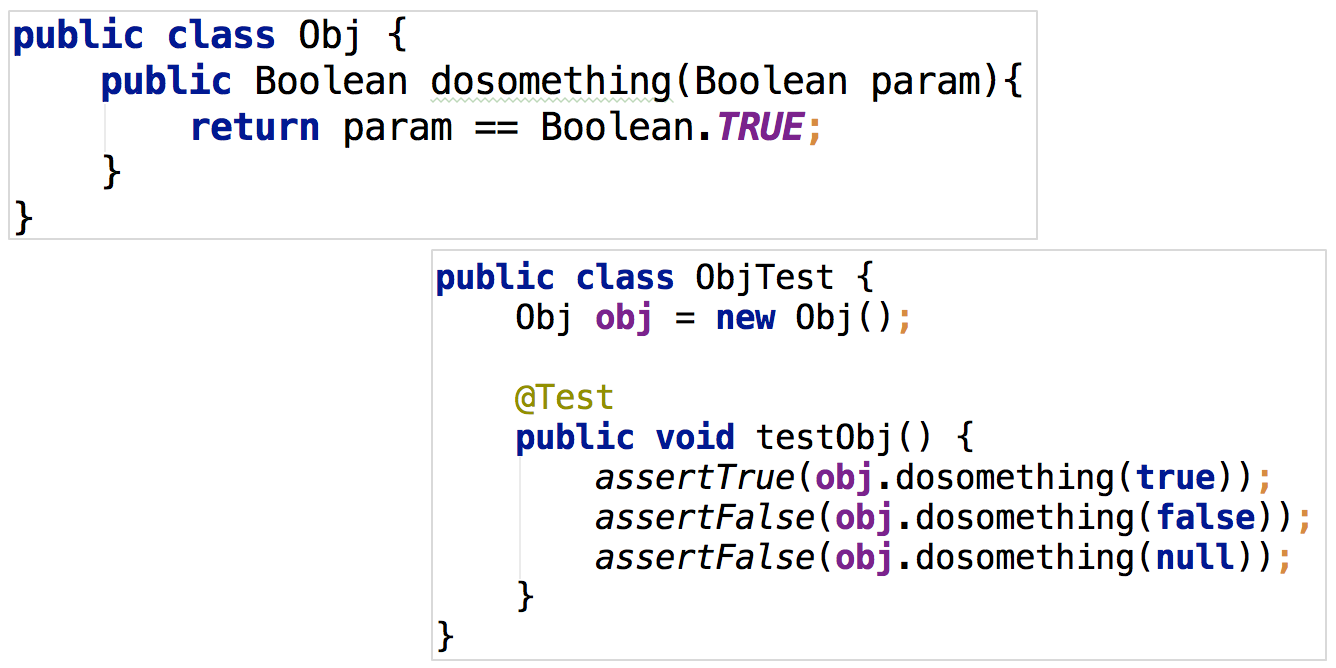 public class Obj {
    public Boolean dosomething(Boolean param){
        return param == Boolean.TRUE;
    }
}
public class ObjTest {
    Obj obj = new Obj();

    @Test
    public void testObj() {
        assertTrue(obj.dosomething(true));
        assertFalse(obj.dosomething(false));
        assertFalse(obj.dosomething(null));
    }
}